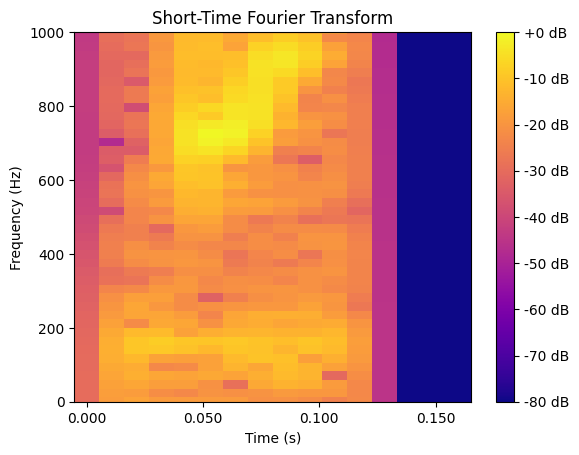 Short-Time Fourier Transform
1000
800
600
400
200
0
Frequency (Hz)
0.000
0.050
0.100
0.150
Time (s)
+0 dB
-10 dB
-20 dB
-30 dB
-40 dB
-50 dB
-60 dB
-70 dB
-80 dB